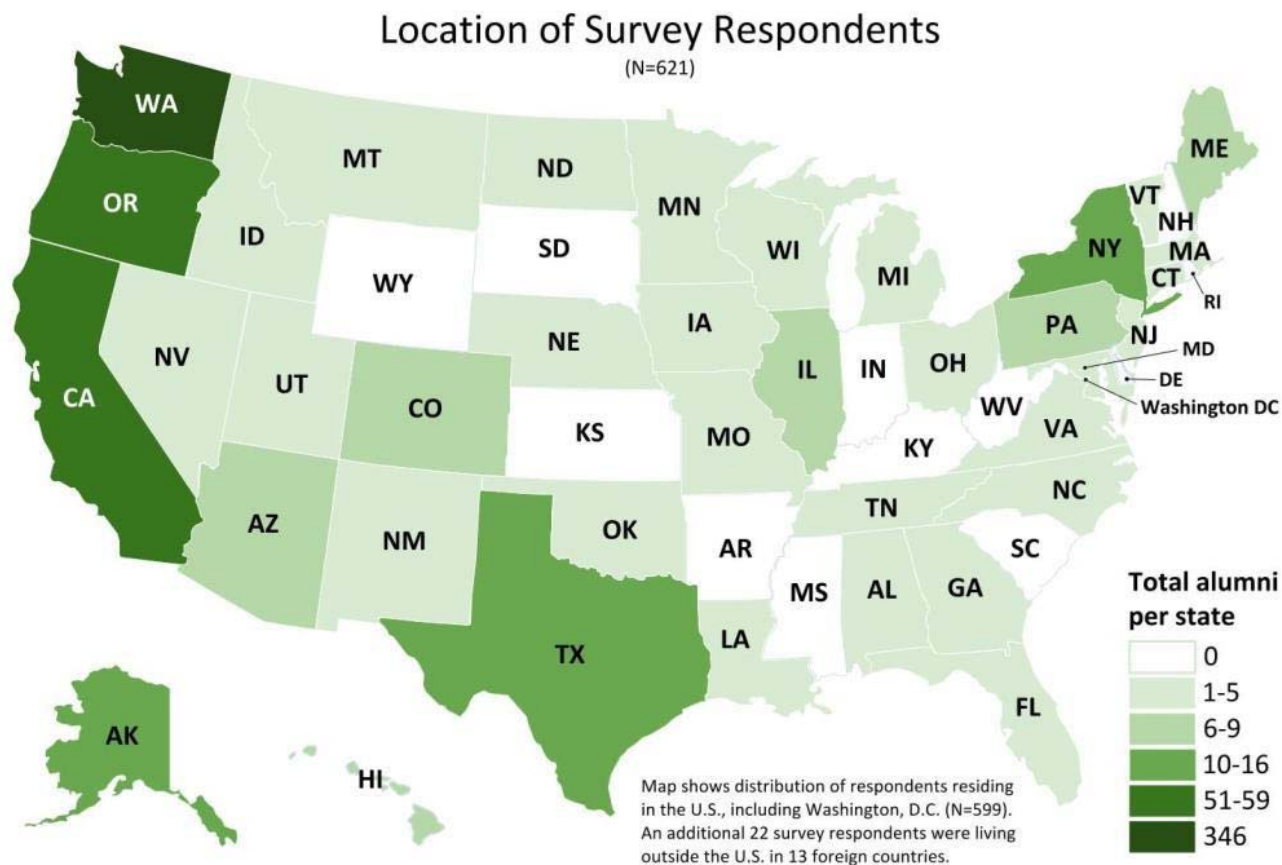 Location of Survey Respondents
(N=621)
WA
OR
CA
ID
NV
MT
WY
UT
AZ
CO
NM
ND
SD
NE
KS
OK
TX
MN
IA
MO
AR
LA
WI
IL
MS
MI
IN
KY
TN
AL
OH
WV
VA
NC
SC
GA
FL
PA
NY
VT
NH
ME
MA
CT
RI
NJ
MD
DE
Washington DC
AK
HI
Total alumni
per state
0
1-5
6-9
10-16
51-59
346
Map shows distribution of respondents residing
in the U.S., including Washington, D.C. (N=599).
An additional 22 survey respondents were living
outside the U.S. in 13 foreign countries.